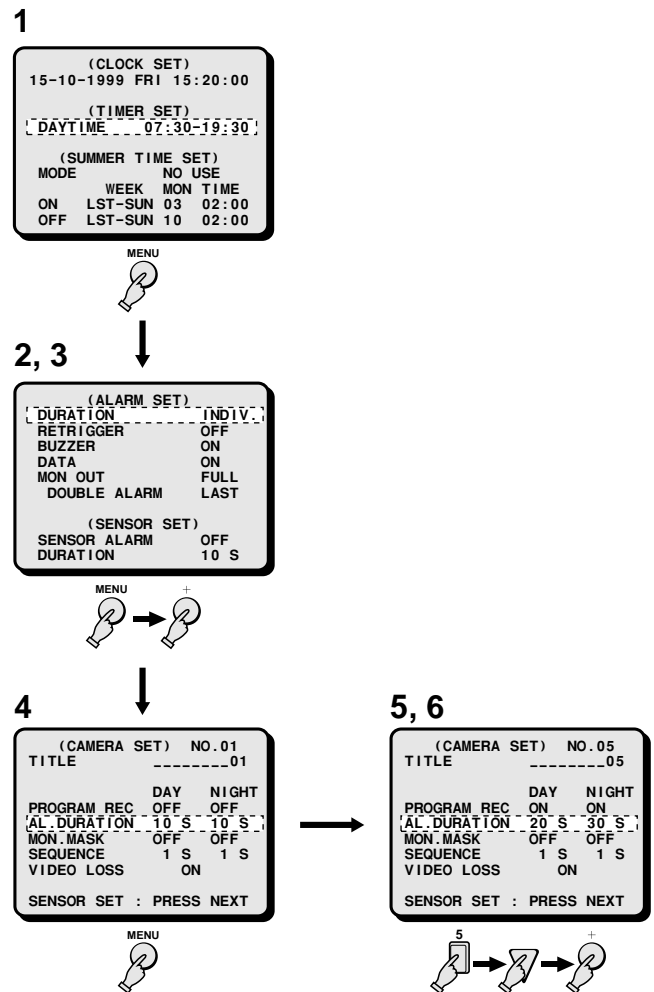 1
(CLOCK SET)
15-10-1999 FRI 15:20:00
(TIMER SET)
DAYTIME 07:30-19:30
(SUMMER TIME SET)
MODE NO USE
WEEK MON TIME
ON LST-SUN 03 02:00
OFF LST-SUN 10 02:00
MENU
2, 3
(ALARM SET)
DURATION INDIV.
RETRIGGER OFF
BUZZER ON
DATA ON
MON OUT FULL
DOUBLE ALARM LAST
(SENSOR SET)
SENSOR ALARM OFF
DURATION 10 S
MENU +
4
(CAMERA SET) NO.01
TITLE ________01
DAY NIGHT
PROGRAM REC OFF OFF
AL.DURATION 10 S 10 S
MON.MASK OFF OFF
SEQUENCE 1 S 1 S
VIDEO LOSS ON
SENSOR SET : PRESS NEXT
MENU
5, 6
(CAMERA SET) NO.05
TITLE ________05
DAY NIGHT
PROGRAM REC ON ON
AL.DURATION 20 S 30 S
MON.MASK OFF OFF
SEQUENCE 1 S 1 S
VIDEO LOSS ON
SENSOR SET : PRESS NEXT
5 +